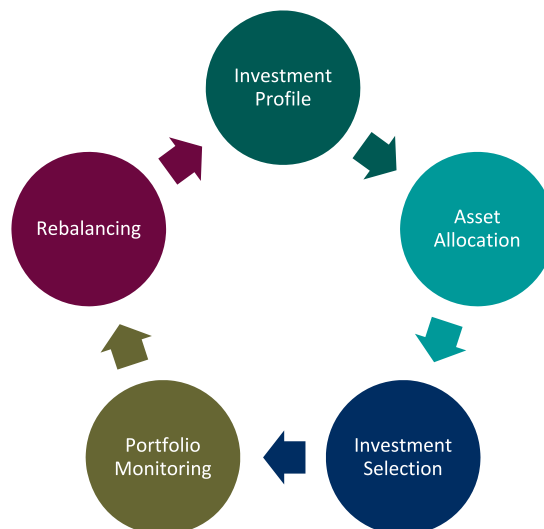 Investment
Profile
Asset
Allocation
Investment
Selection
Portfolio
Monitoring
Rebalancing